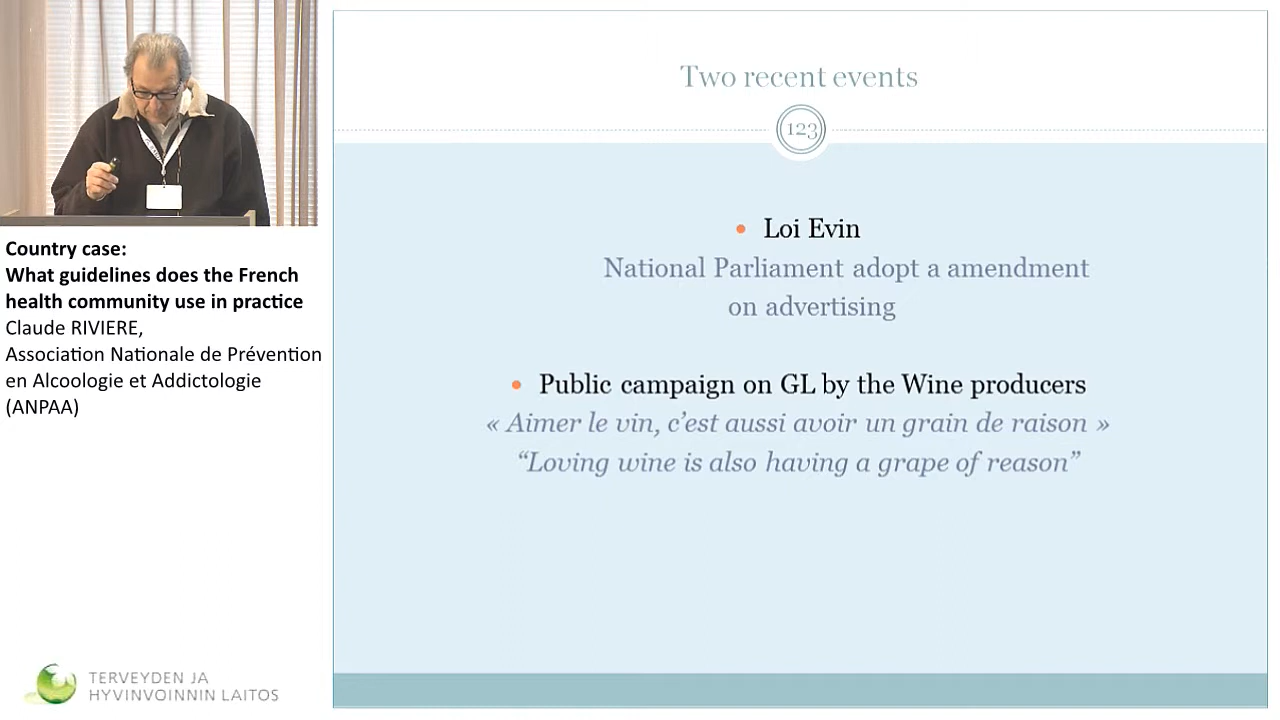 Two recent events
123
• Loi Evin
National Parliament adopt a amendment
on advertising
• Public campaign on GL by the Wine producers
« Aimer le vin, c'est aussi avoir un grain de raison »
“Loving wine is also having a grape of reason”
Country case:
What guidelines does the French
health community use in practice
Claude RIVIERE,
Association Nationale de Prévention
en Alcoologie et Addictologie
(ANPAA)
TERVEYDEN JA
HYVINVOINNIN LAITOS